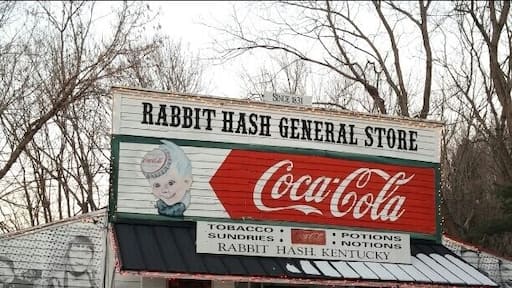 SINCE 1831
RABBIT HASH GENERAL STORE
Coca-Cola
TOBACCO POTIONS
SUNDRIES NOTIONS
RABBIT HASH, KENTUCKY